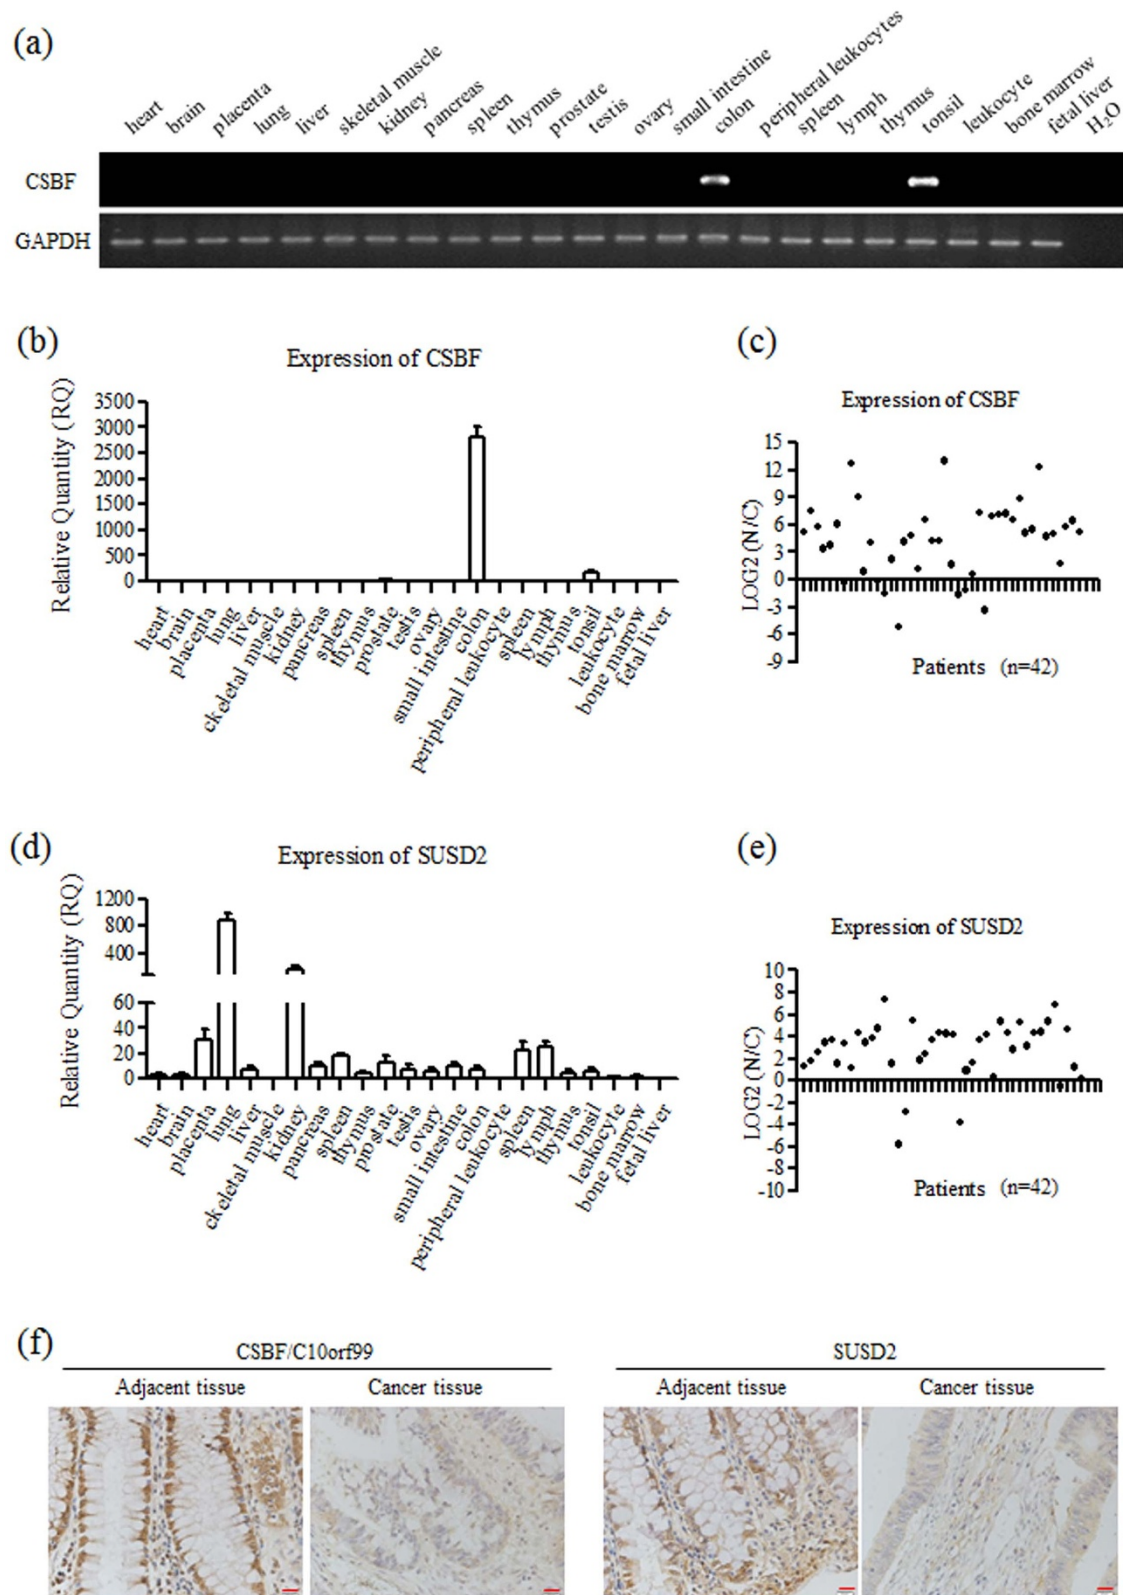 (a)
heart
brain
placenta
lung
liver
skeletal muscle
kidney
pancreas
spleen
thymus
prostate
testis
ovary
small intestine
colon
peripheral leukocytes
spleen
lymph
thymus
tonsil
leukocyte
bone marrow
fetal liver
H₂O
CSBF
GAPDH
(b)
Expression of CSBF
Relative Quantity (RQ)
3500
3000
2500
2000
1500
1000
500
0
heart
brain
placenta
lung
liver
ckeletal muscle
kidney
pancreas
spleen
thymus
prostate
testis
ovary
small intestine
colon
peripheral leukocyte
spleen
lymph
thymus
tonsil
leukocyte
bone marrow
fetal liver
(c)
Expression of CSBF
LOG2 (N/C)
15
12
9
6
3
0
-3
-6
-9
Patients (n=42)
(d)
Expression of SUSD2
Relative Quantity (RQ)
1200
800
400
60
40
20
0
heart
brain
placenta
lung
liver
ckeletal muscle
kidney
pancreas
spleen
thymus
prostate
testis
ovary
small intestine
colon
peripheral leukocyte
spleen
lymph
thymus
tonsil
leukocyte
bone marrow
fetal liver
(e)
Expression of SUSD2
LOG2 (N/C)
10
8
6
4
2
0
-2
-4
-6
-8
-10
Patients (n=42)
(f)
CSBF/C10orf99
Adjacent tissue
Cancer tissue
SUSD2
Adjacent tissue
Cancer tissue